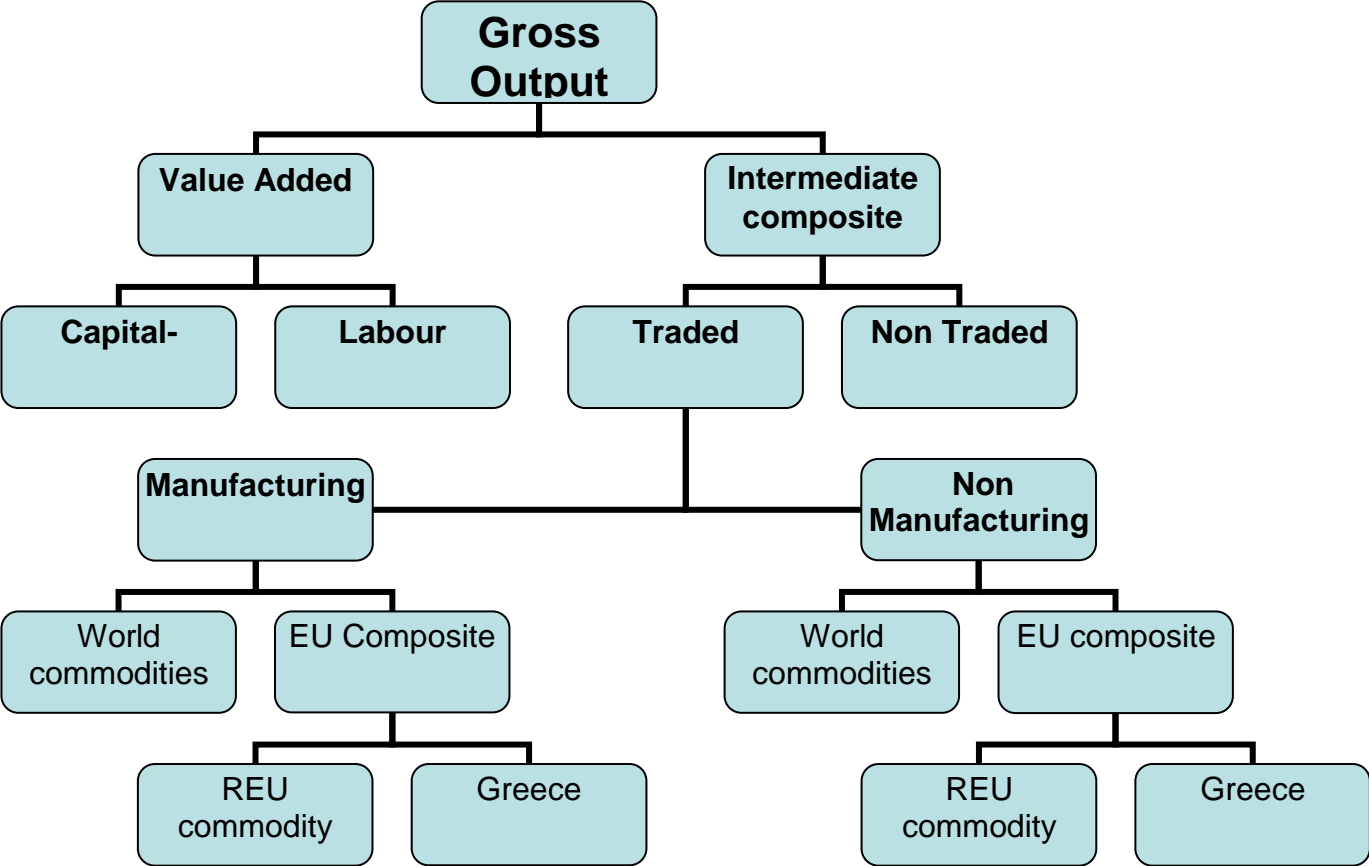 Gross
Output
Value Added
Intermediate
composite
Capital-
Labour
Traded
Non Traded
Manufacturing
Non
Manufacturing
World
commodities
EU Composite
World
commodities
EU composite
REU
commodity
Greece
REU
commodity
Greece